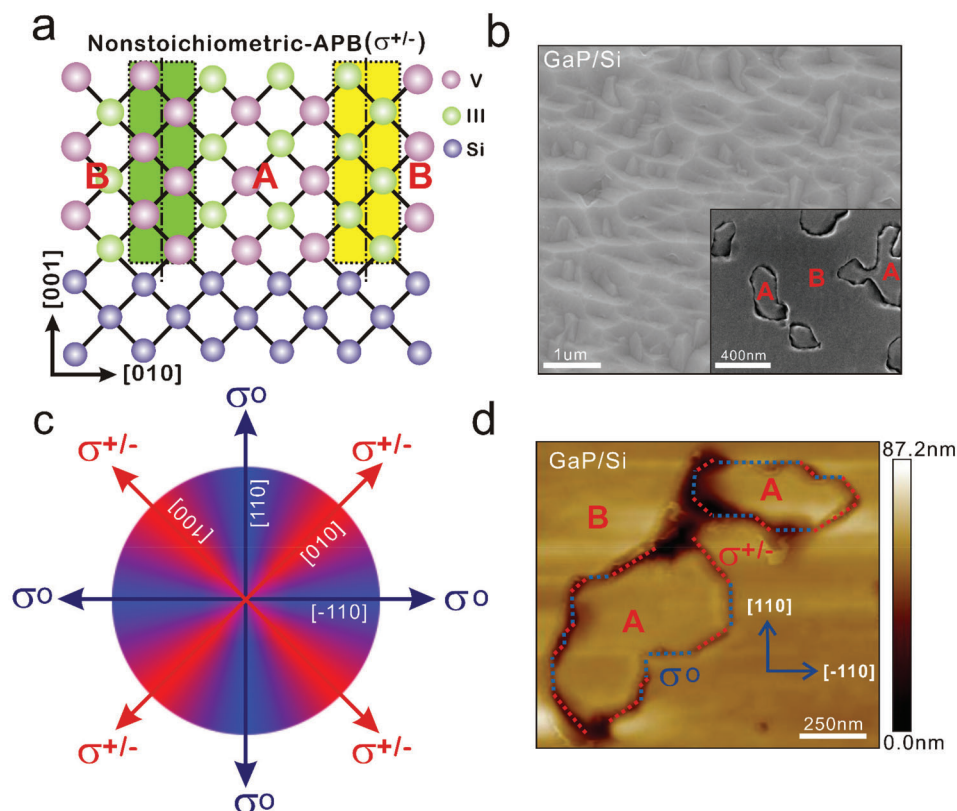 a
Nonstoichiometric-APB(σ+/-)
V
III
Si
B
A
B
[001]
[010]
b
GaP/Si
A
B
A
1um
400nm
c
σo
σ+/-
σ+/-
[100]
[110]
[010]
σo
[-110]
σo
σ+/-
σ+/-
σo
d
GaP/Si
87.2nm
A
B
σ+/-
A
[110]
σo
[-110]
250nm
0.0nm